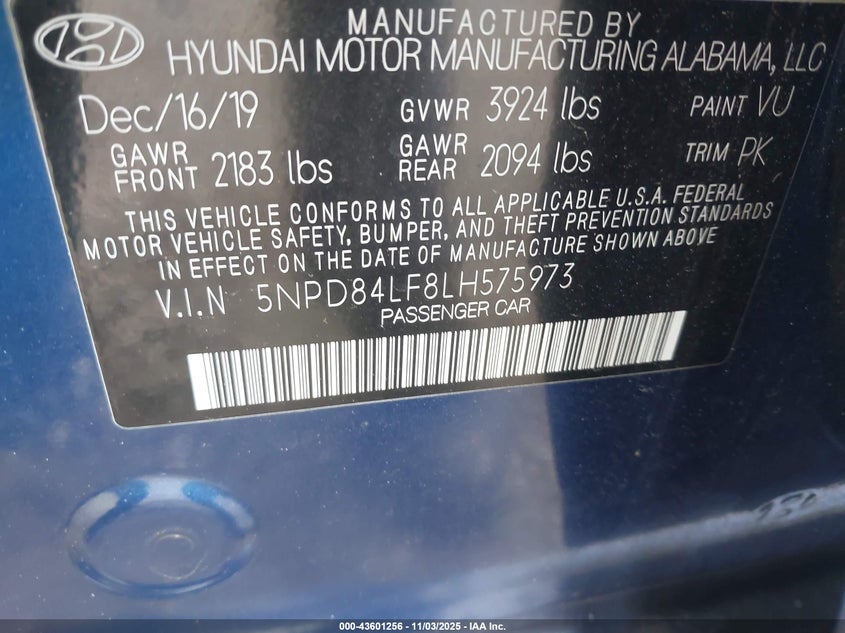 MANUFACTURED BY
HYUNDAI MOTOR MANUFACTURING ALABAMA, LLC
Dec/16/19 GVWR 3924 lbs PAINT VU
GAWR FRONT 2183 lbs GAWR REAR 2094 lbs TRIM PK
THIS VEHICLE CONFORMS TO ALL APPLICABLE U.S.A. FEDERAL
MOTOR VEHICLE SAFETY, BUMPER, AND THEFT PREVENTION STANDARDS
IN EFFECT ON THE DATE OF MANUFACTURE SHOWN ABOVE
V.I.N 5NPD84LF8LH575973
PASSENGER CAR
000-43601256 - 11/03/2025 - IAA Inc.